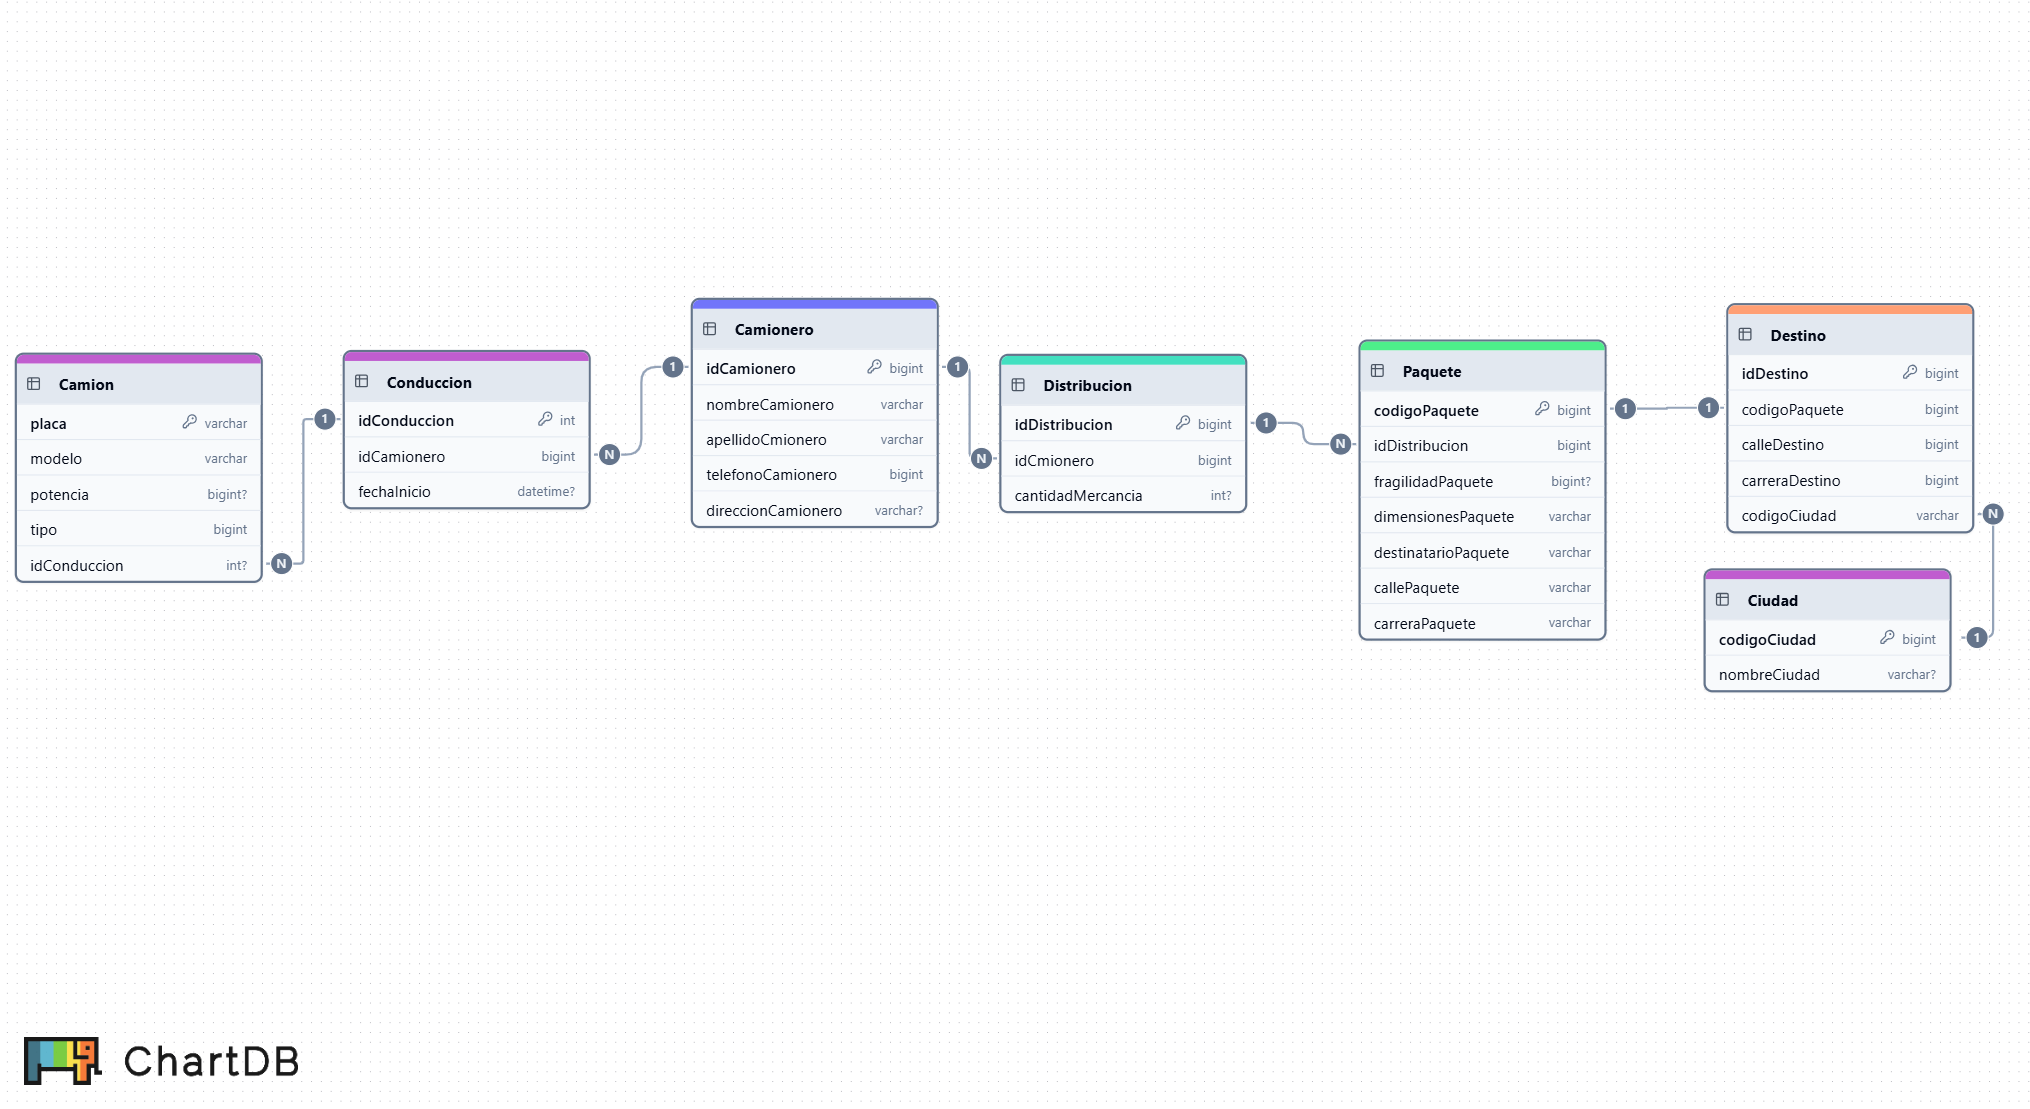 Camion
placa varchar
modelo varchar
potencia bigint?
tipo bigint
idConduccion int?
N
1
Conduccion
idConduccion int
idCamionero bigint
fechaInicio datetime?
N
1
Camionero
idCamionero bigint
nombreCamionero varchar
apellidoCmionero varchar
telefonoCamionero bigint
direccionCamionero varchar?
1
N
Distribucion
idDistribucion bigint
idCmionero bigint
cantidadMercancia int?
1
N
Paquete
codigoPaquete bigint
idDistribucion bigint
fragilidadPaquete bigint?
dimensionesPaquete varchar
destinatarioPaquete varchar
callePaquete varchar
carreraPaquete varchar
1
1
Destino
idDestino bigint
codigoPaquete bigint
calleDestino bigint
carreraDestino bigint
codigoCiudad varchar
N
Ciudad
codigoCiudad bigint
nombreCiudad varchar?
1
ChartDB